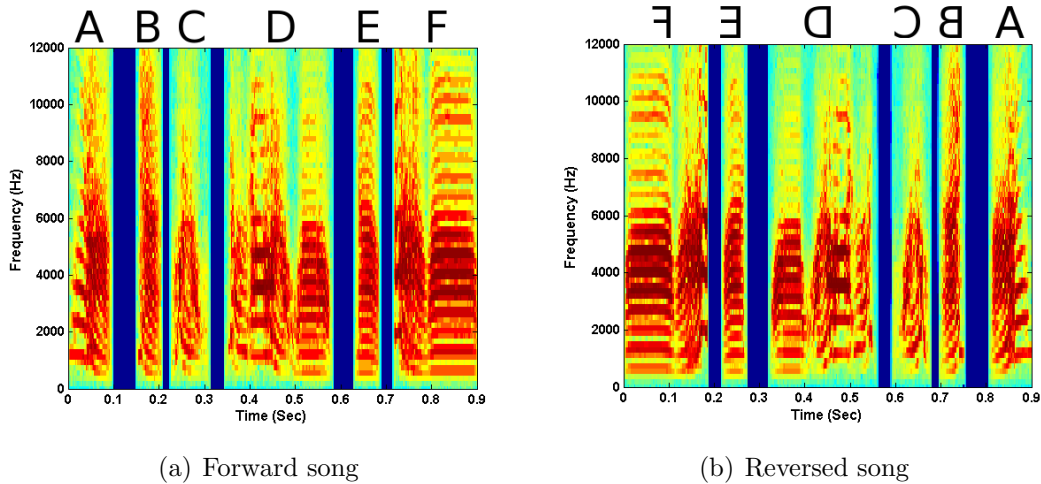 A B C D E F
12000
10000
8000
6000
4000
2000
0
Frequency (Hz)
0 0.1 0.2 0.3 0.4 0.5 0.6 0.7 0.8 0.9
Time (Sec)
(a) Forward song
F E D C B A
12000
10000
8000
6000
4000
2000
0
Frequency (Hz)
0 0.1 0.2 0.3 0.4 0.5 0.6 0.7 0.8 0.9
Time (Sec)
(b) Reversed song